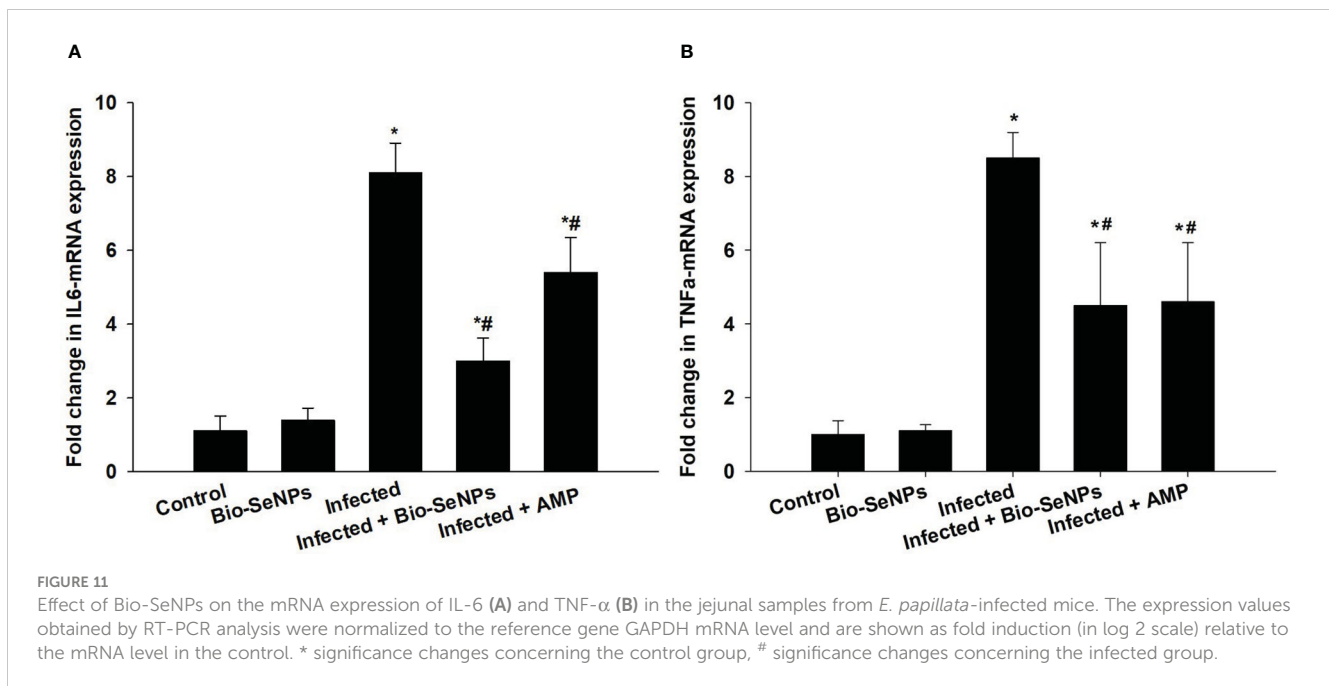 A
Fold change in IL6-mRNA expression
10
8
6
4
2
0
*
*#
*#
Control
Bio-SeNPs
Infected
Infected + Bio-SeNPs
Infected + AMP
B
Fold change in TNFa-mRNA expression
10
8
6
4
2
0
*
*#
*#
Control
Bio-SeNPs
Infected
Infected + Bio-SeNPs
Infected + AMP
FIGURE 11
Effect of Bio-SeNPs on the mRNA expression of IL-6 (A) and TNF-α (B) in the jejunal samples from E. papillata-infected mice. The expression values
obtained by RT-PCR analysis were normalized to the reference gene GAPDH mRNA level and are shown as fold induction (in log 2 scale) relative to
the mRNA level in the control. * significance changes concerning the control group, # significance changes concerning the infected group.